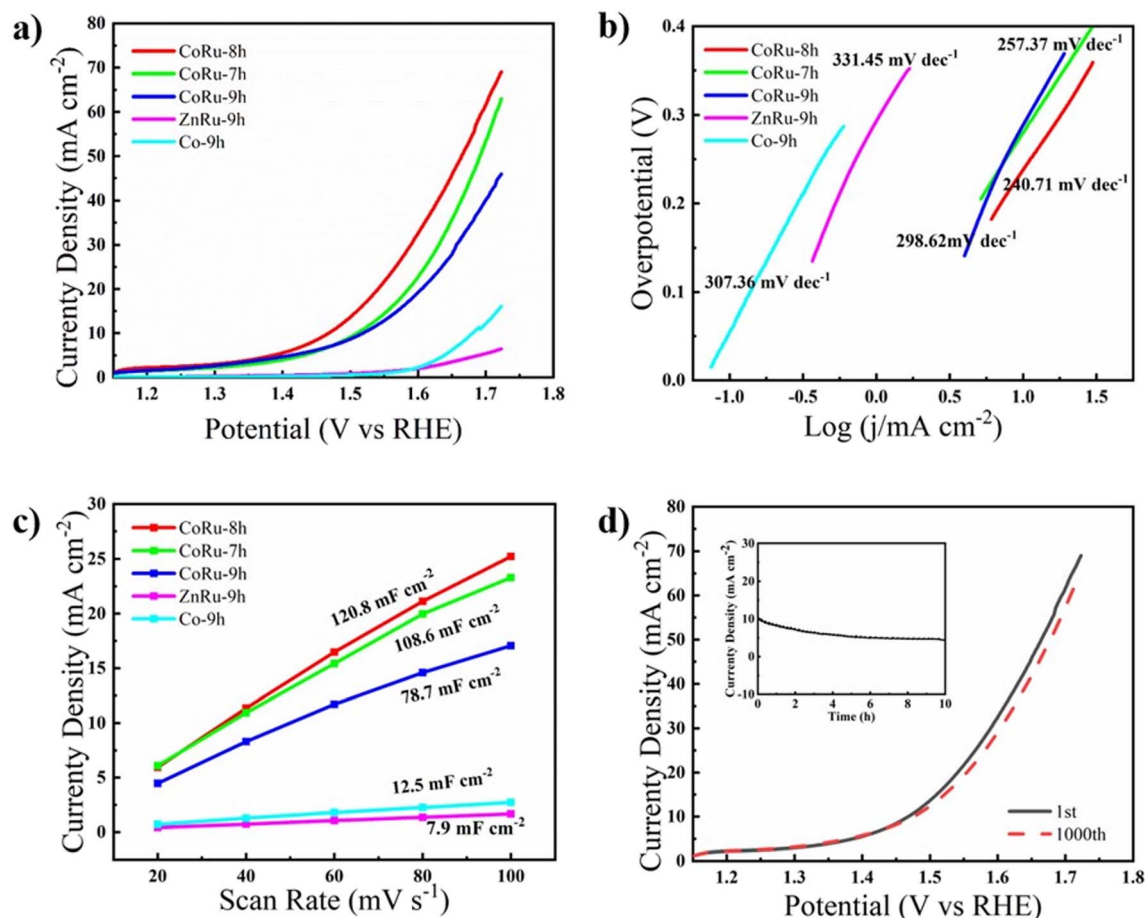 a)
80
70
60
50
40
30
20
10
0
Currenty Density (mA cm⁻²)
CoRu-8h
CoRu-7h
CoRu-9h
ZnRu-9h
Co-9h
1.2 1.3 1.4 1.5 1.6 1.7 1.8
Potential (V vs RHE)
b)
0.4
0.3
0.2
0.1
0.0
Overpotential (V)
CoRu-8h
CoRu-7h
CoRu-9h
ZnRu-9h
Co-9h
331.45 mV dec⁻¹
257.37 mV dec⁻¹
240.71 mV dec⁻¹
298.62mV dec⁻¹
307.36 mV dec⁻¹
-1.0 -0.5 0.0 0.5 1.0 1.5
Log (j/mA cm⁻²)
c)
30
25
20
15
10
5
0
Currenty Density (mA cm⁻²)
CoRu-8h
CoRu-7h
CoRu-9h
ZnRu-9h
Co-9h
120.8 mF cm⁻²
108.6 mF cm⁻²
78.7 mF cm⁻²
12.5 mF cm⁻²
7.9 mF cm⁻²
20 40 60 80 100
Scan Rate (mV s⁻¹)
d)
80
70
60
50
40
30
20
10
0
Currenty Density (mA cm⁻²)
30
20
10
0
-10
Currenty Density (mA cm⁻²)
0 2 4 6 8 10
Time (h)
1st
1000th
1.2 1.3 1.4 1.5 1.6 1.7 1.8
Potential (V vs RHE)